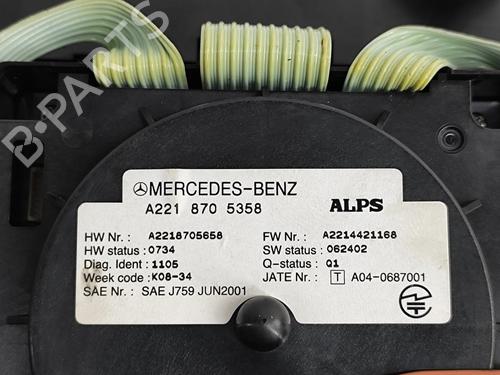 B-PARTS
MERCEDES-BENZ
A221 870 5358 ALPS
HW Nr. : A2218705658 FW Nr. : A2214421168
HW status : 0734 SW status : 062402
Diag. Ident : 1105 Q-status : Q1
Week code : K08-34 JATE Nr. : T A04-0687001
SAE Nr. : SAE J759 JUN2001